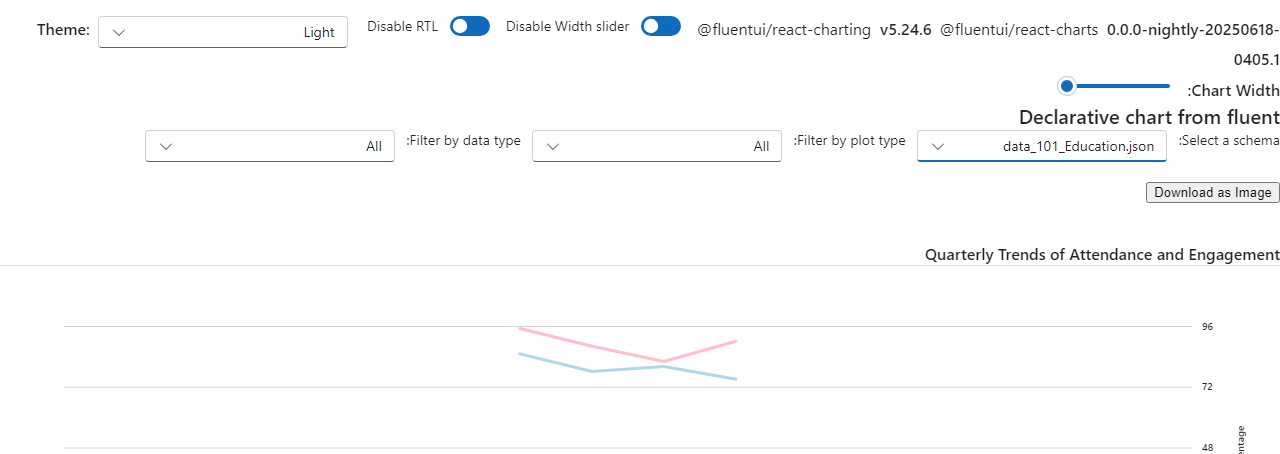 Theme: Light Disable RTL Disable Width slider @fluentui/react-charting v5.24.6 @fluentui/react-charts 0.0.0-nightly-20250618-
0405.1
:Chart Width
Declarative chart from fluent
:Select a schema data_101_Education.json :Filter by plot type All :Filter by data type All
Download as Image
Quarterly Trends of Attendance and Engagement
96
72
48